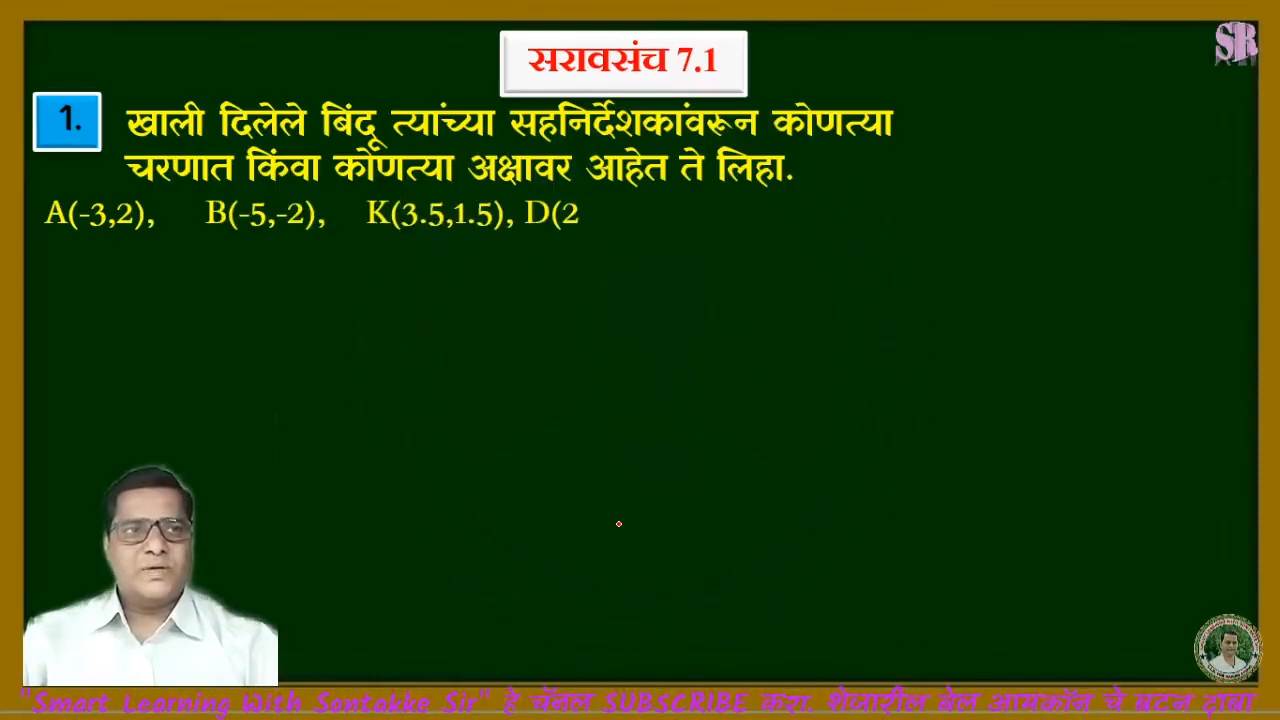 सरावसंच 7.1
SR
1. खाली दिलेले बिंदू त्यांच्या सहनिर्देशकांवरून कोणत्या
चरणात किंवा कोणत्या अक्षावर आहेत ते लिहा.
A(-3,2), B(-5,-2), K(3.5,1.5), D(2
"Smart Learning With Sontakke Sir" हे चॅनल SUBSCRIBE करा. शेजारील बेल आयकॉन चे बटन दाबा